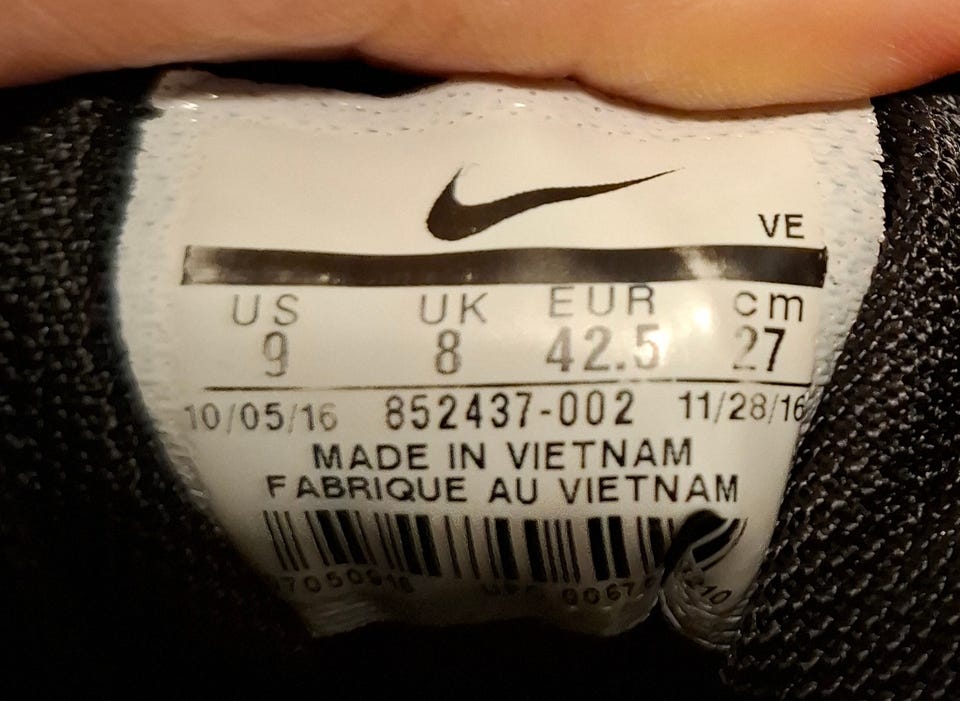 VE
US UK EUR cm
9 8 42.5 27
10/05/16 852437-002 11/28/16
MADE IN VIETNAM
FABRIQUE AU VIETNAM